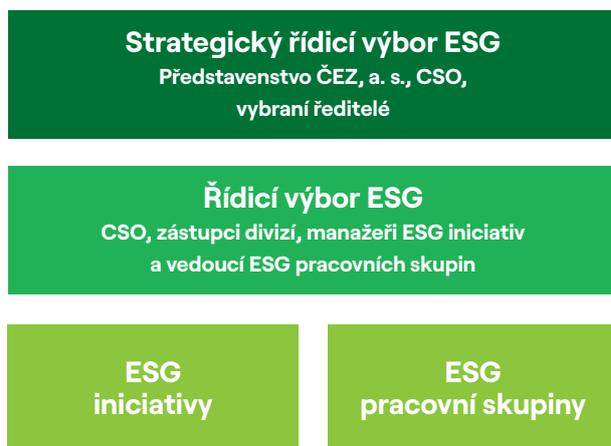 Strategický řídicí výbor ESG
Představenstvo ČEZ, a. s., CSO,
vybraní ředitelé
Řídicí výbor ESG
CSO, zástupci divizí, manažeři ESG iniciativ
a vedoucí ESG pracovních skupin
ESG
iniciativy
ESG
pracovní skupiny